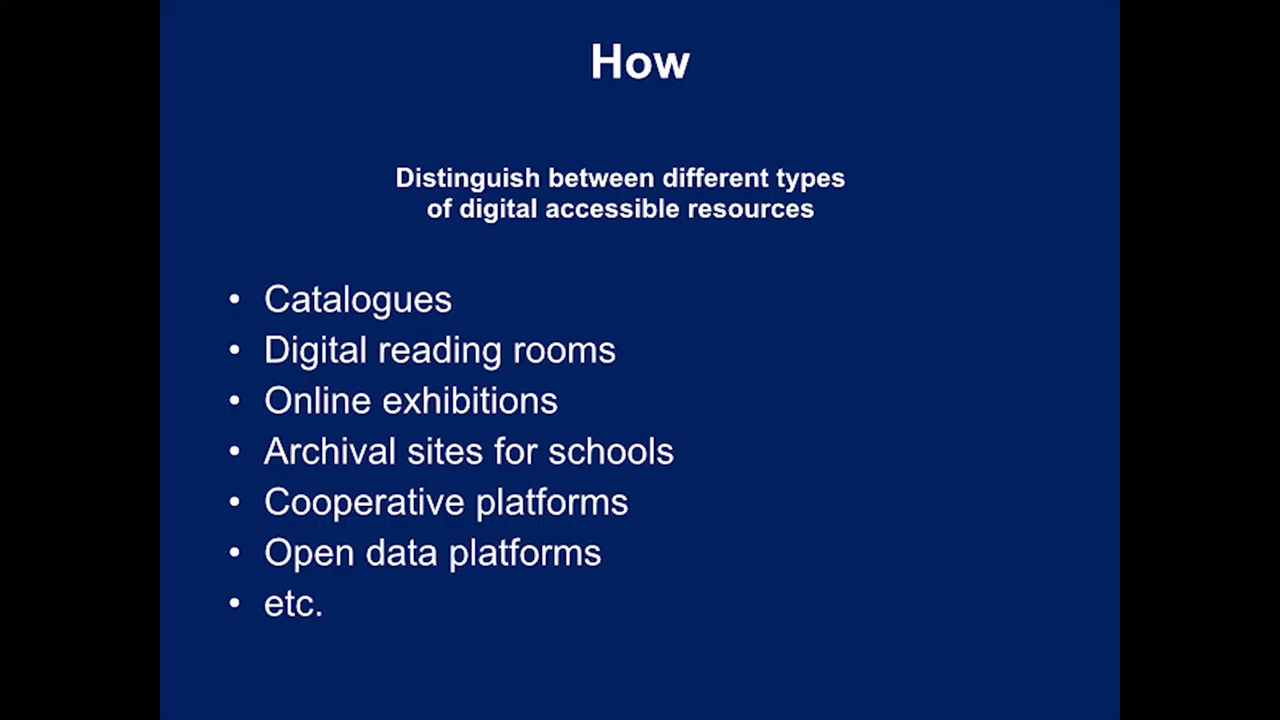 How
Distinguish between different types
of digital accessible resources
• Catalogues
• Digital reading rooms
• Online exhibitions
• Archival sites for schools
• Cooperative platforms
• Open data platforms
• etc.